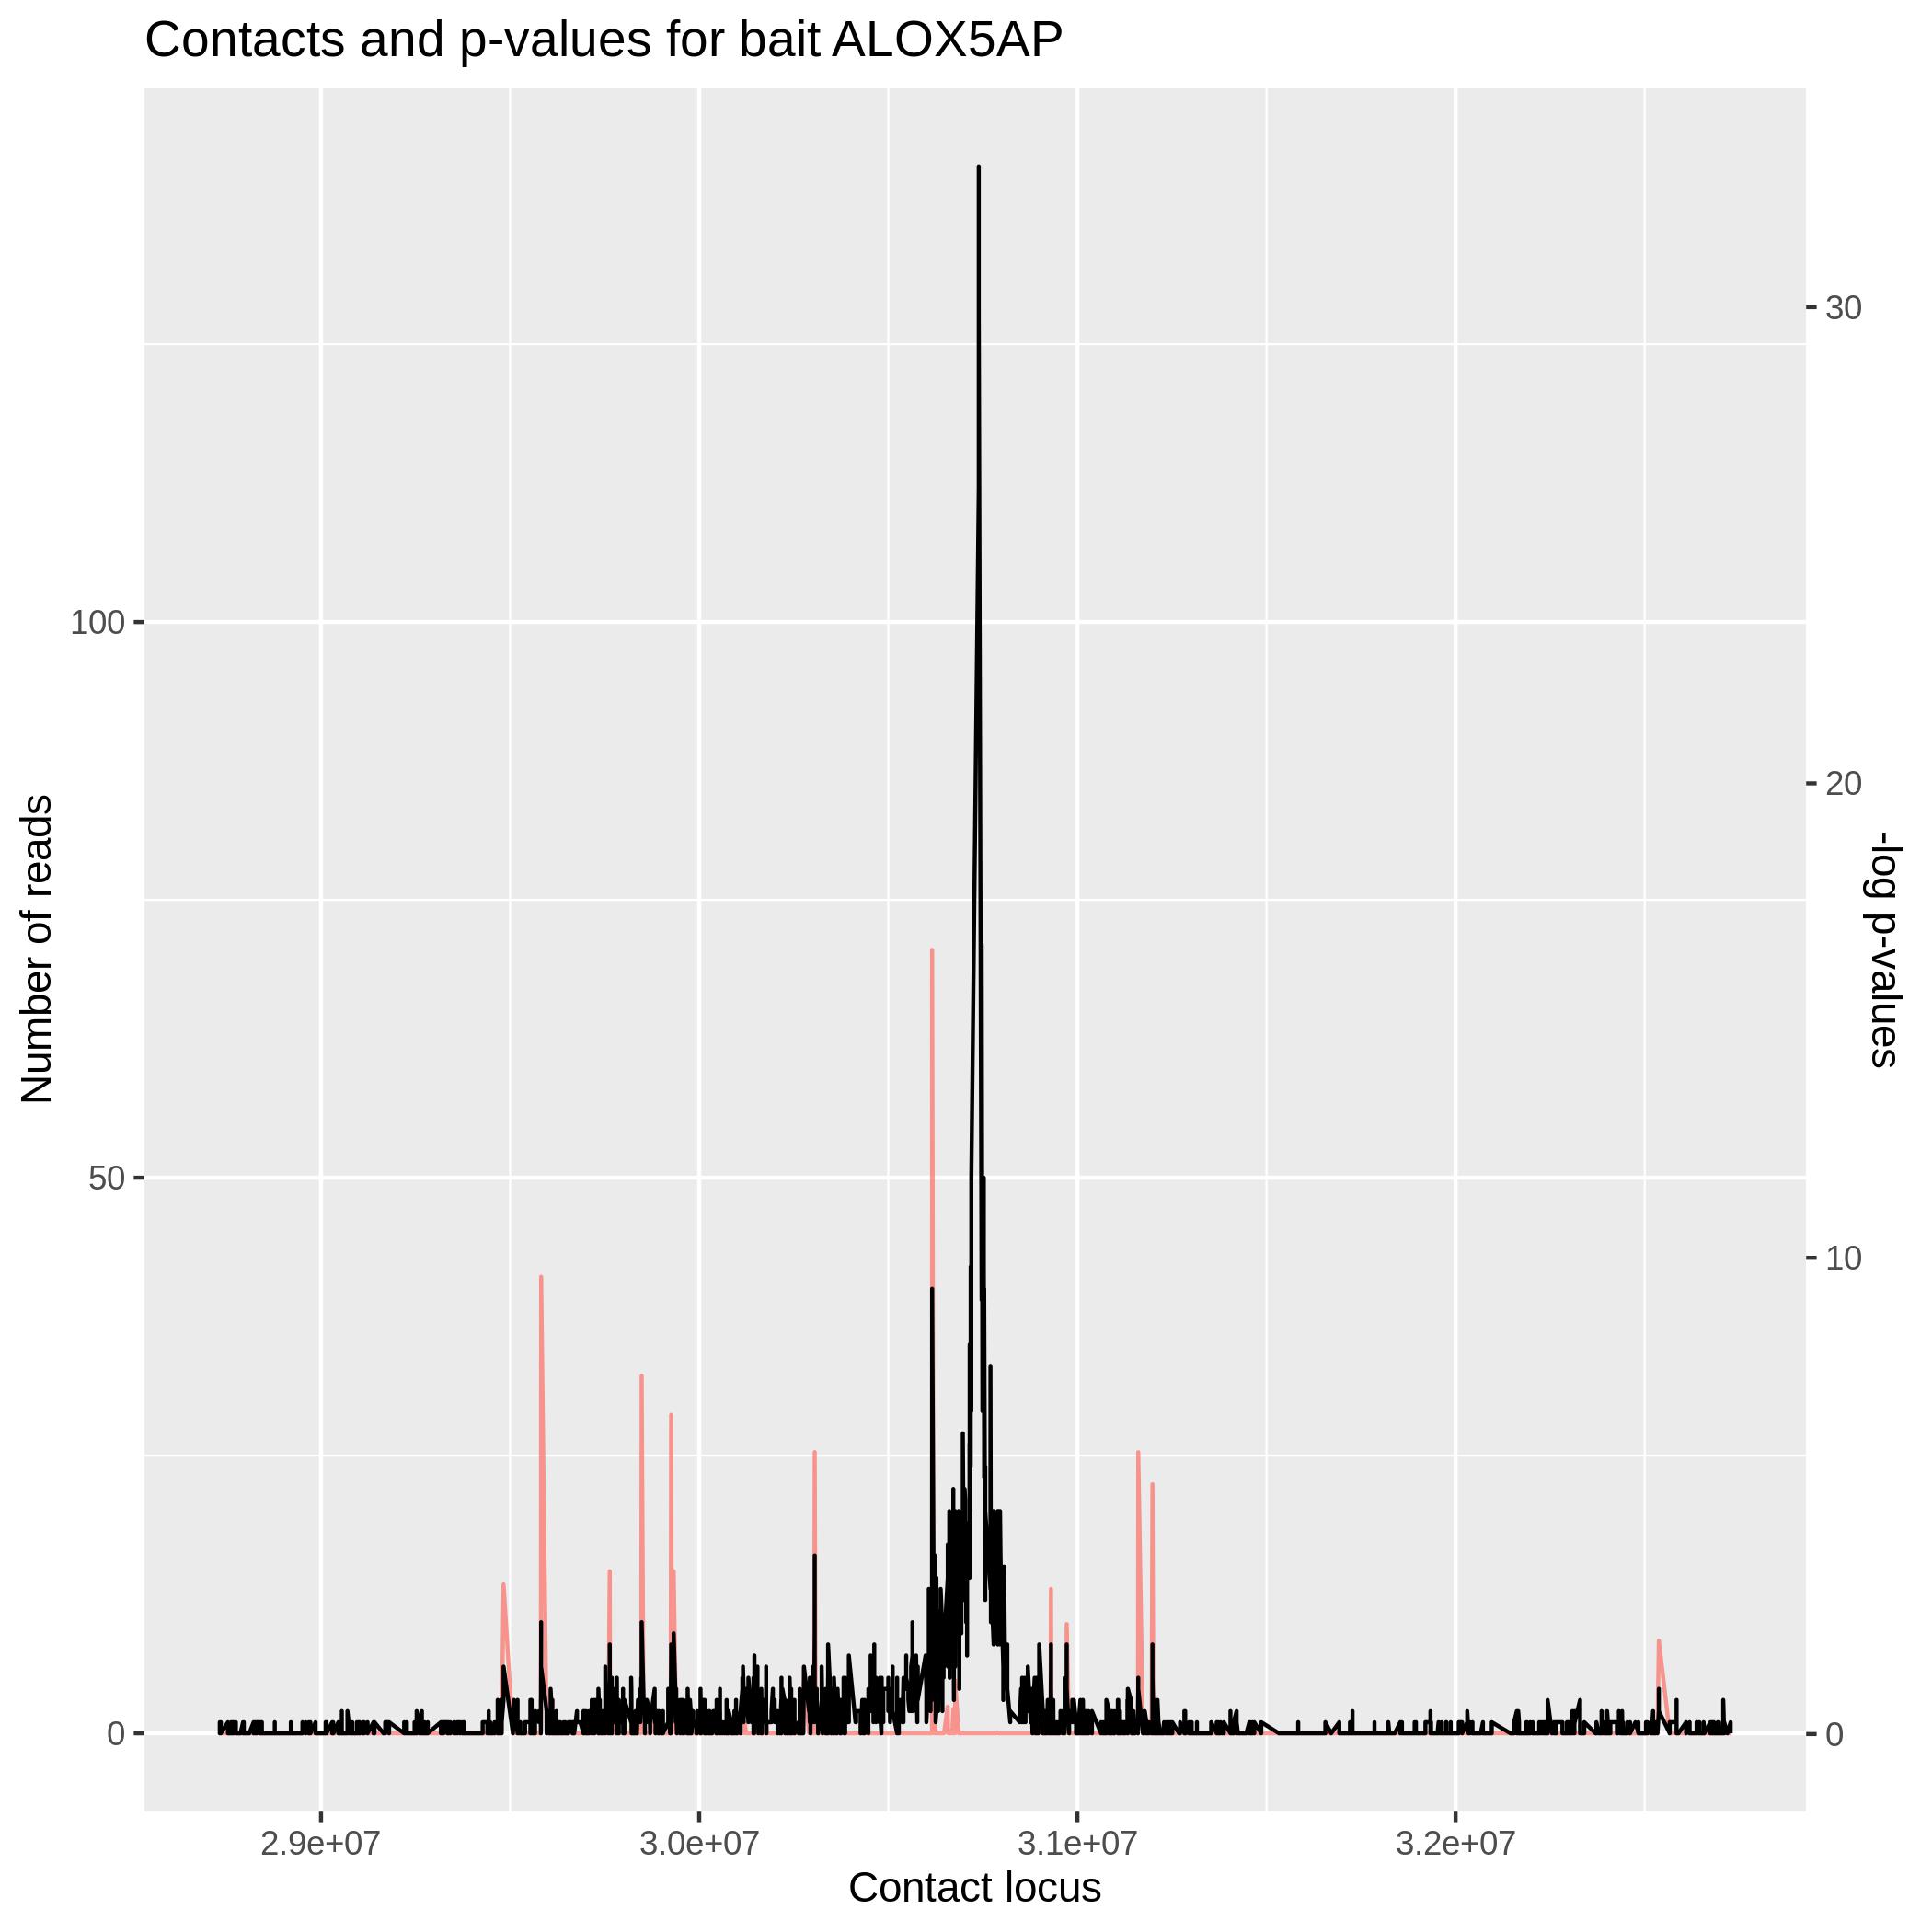 Contacts and p-values for bait ALOX5AP
Number of reads
100
50
0
30
20
10
0
-log p-values
2.9e+07
3.0e+07
3.1e+07
3.2e+07
Contact locus